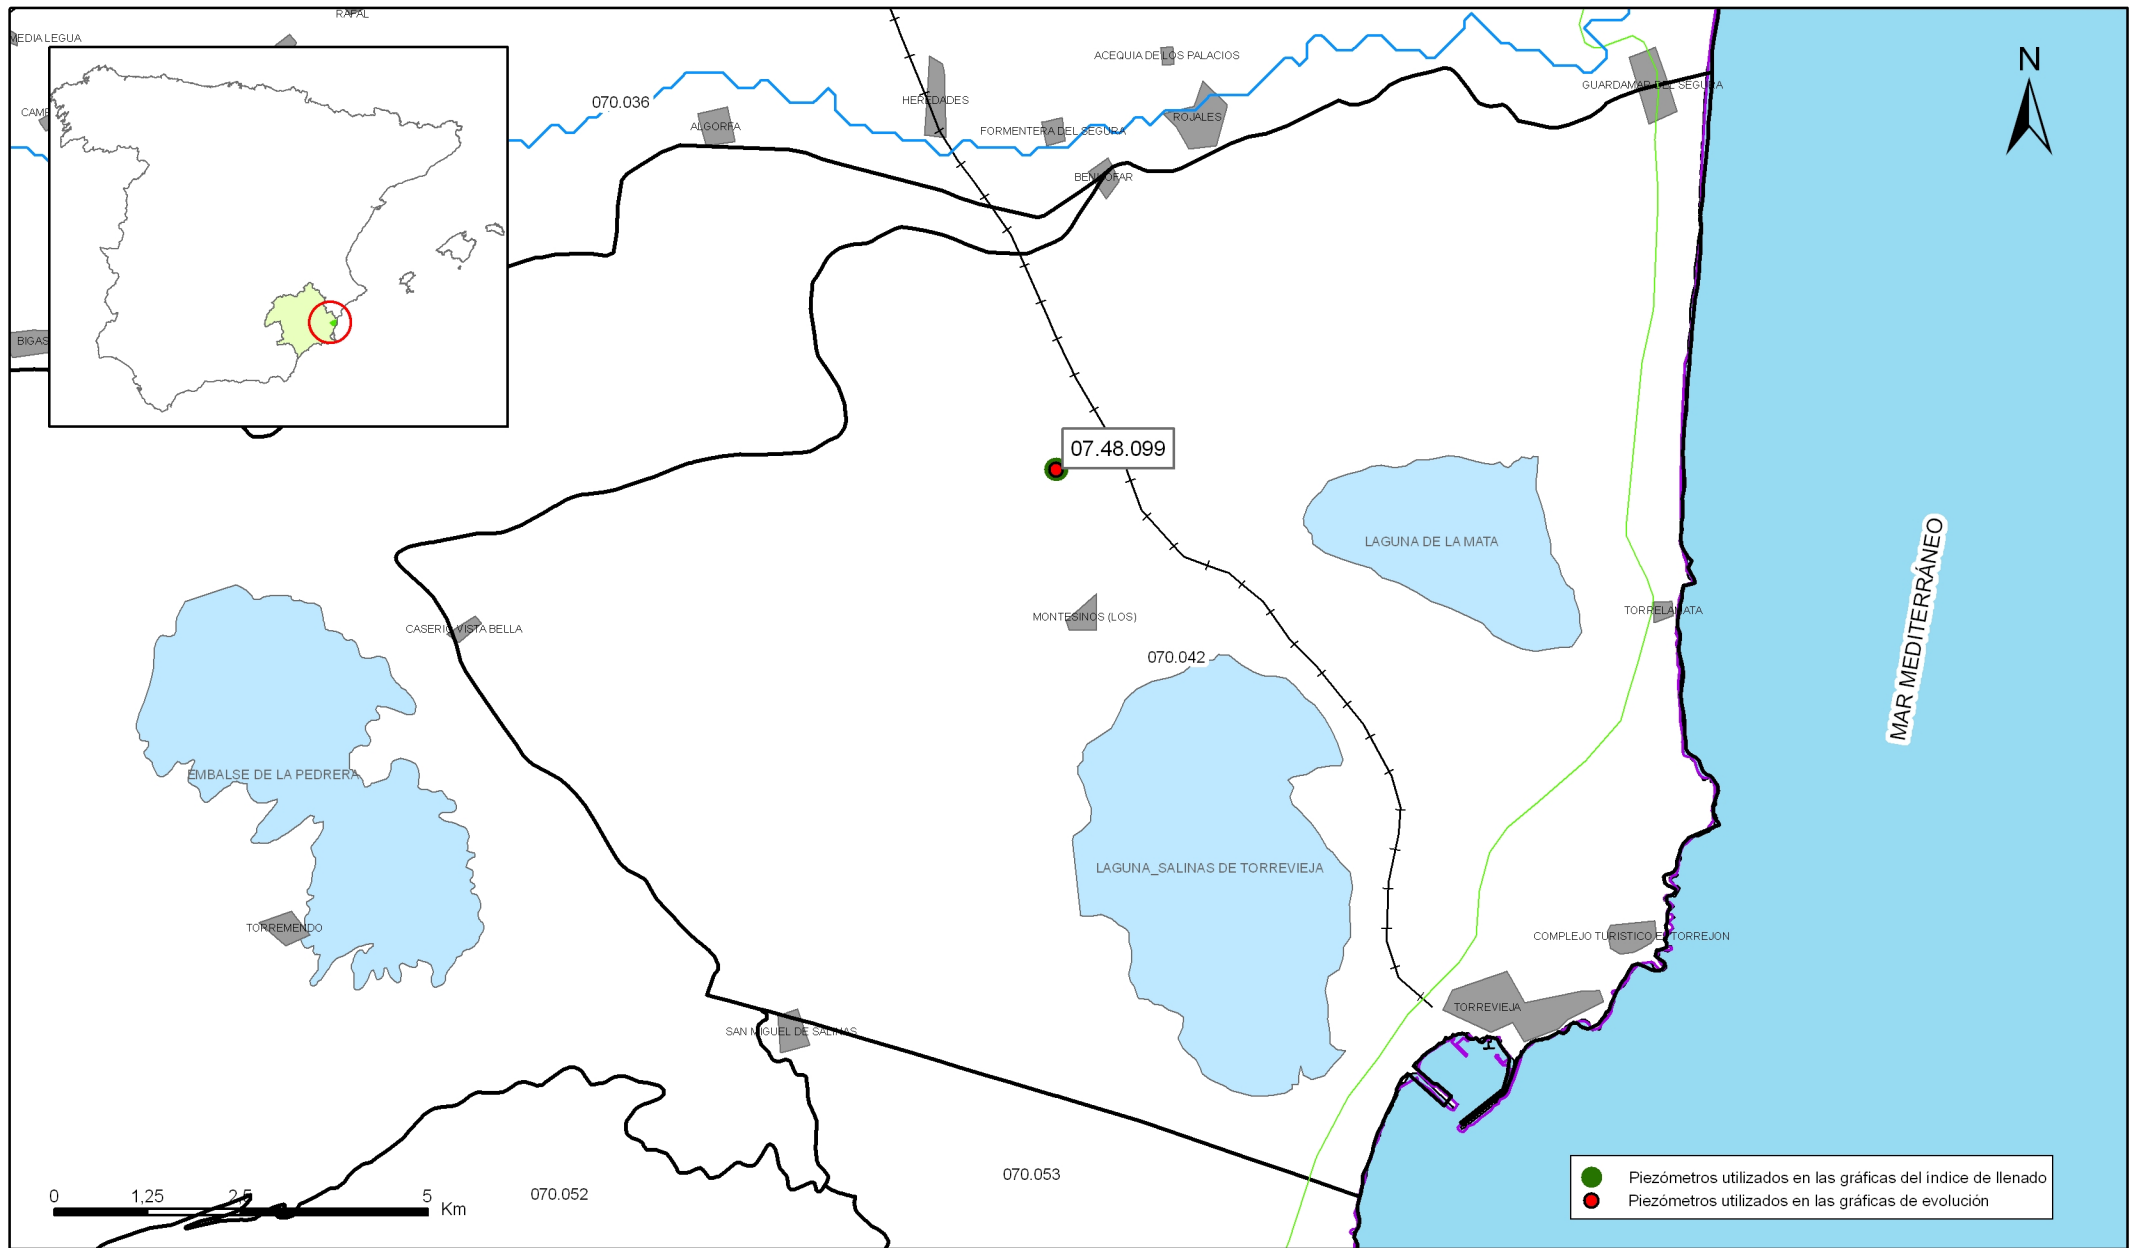 RAFAL
MEDIA LEGUA
ACEQUIA DE LOS PALACIOS
GUARDAMAR DEL SEGURA
N
070.036
HEREDADES
CAMP
ALGORFA
FORMENTERA DEL SEGURA
ROJALES
BENIJOFAR
BIGAS
07.48.099
LAGUNA DE LA MATA
MAR MEDITERRÁNEO
CASERIO VISTA BELLA
MONTESINOS (LOS)
TORRELAMATA
070.042
EMBALSE DE LA PEDRERA
LAGUNA_SALINAS DE TORREVIEJA
TORREMENDO
COMPLEJO TURISTICO EL TORREJON
TORREVIEJA
SAN MIGUEL DE SALINAS
070.053
070.052
0 1,25 2,5 5 Km
Piezómetros utilizados en las gráficas del índice de llenado
Piezómetros utilizados en las gráficas de evolución